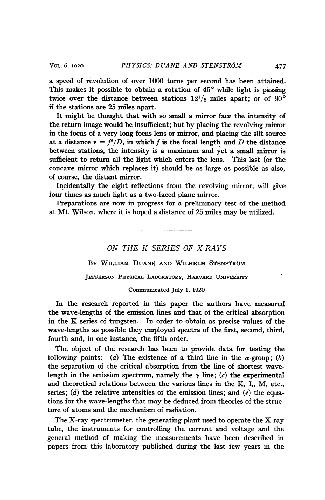 VOL. 6, 1920 PHYSICS: DUANE AND STENSTRÖM 477
a speed of revolution of over 1000 turns per second has been attained.
This makes it possible to obtain a rotation of 45° while light is passing
twice over the distance between stations 12½ miles apart; or of 90°
if the stations are 25 miles apart.
It might be thought that with so small a mirror face the intensity of
the return image would be insufficient; but by placing the revolving mirror
in the focus of a very long focus lens or mirror, and placing the slit source
at a distance = f²/D, in which f is the focal length and D the distance
between stations, the intensity is a maximum and yet a small mirror is
sufficient to return all the light which enters the lens. This last (or the
concave mirror which replaces it) should be as large as possible as also,
of course, the distant mirror.
Incidentally the eight reflections from the revolving mirror, will give
four times as much light as a two-faced plane mirror.
Preparations are now in progress for a preliminary test of the method
at Mt. Wilson, where it is hoped a distance of 25 miles may be utilized.
ON THE K SERIES OF X-RAYS
BY WILLIAM DUANE AND WILHELM STENSTRÖM
JEFFERSON PHYSICAL LABORATORY, HARVARD UNIVERSITY
Communicated July 1, 1920
In the research reported in this paper the authors have measured
the wave-lengths of the emission lines and that of the critical absorption
in the K series of tungsten. In order to obtain as precise values of the
wave-lengths as possible they employed spectra of the first, second, third,
fourth and, in one instance, the fifth order.
The object of the research has been to provide data for testing the
following points: (a) The existence of a third line in the α-group; (b)
the separation of the critical absorption from the line of shortest wave-
length in the emission spectrum, namely the γ line; (c) the experimental
and theoretical relations between the various lines in the K, L, M, etc.,
series; (d) the relative intensities of the emission lines; and (e) the equa-
tions for the wave-lengths that may be deduced from theories of the struc-
ture of atoms and the mechanism of radiation.
The X-ray spectrometer, the generating plant used to operate the X-ray
tube, the instruments for controlling the current and voltage and the
general method of making the measurements have been described in
papers from this laboratory published during the last few years in the